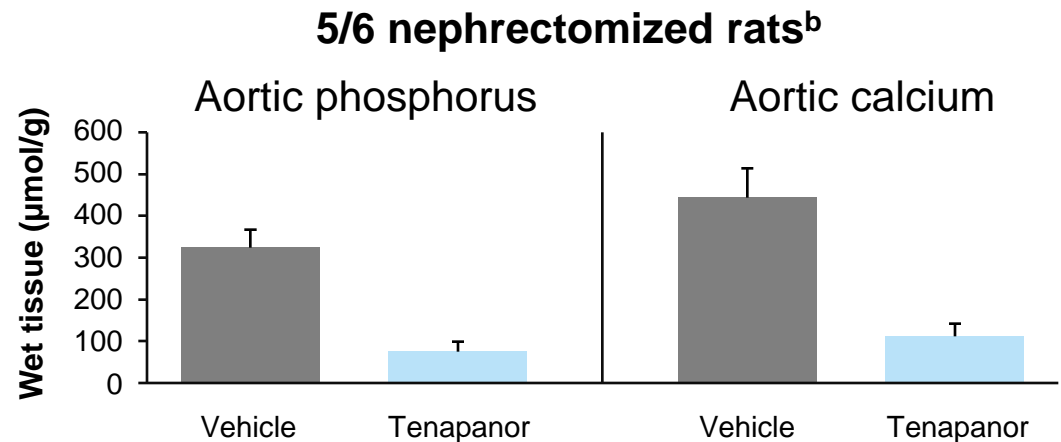 5/6 nephrectomized ratsᵇ
Aortic phosphorus
Aortic calcium
Wet tissue (μmol/g)
600
500
400
300
200
100
0
Vehicle
Tenapanor
Vehicle
Tenapanor